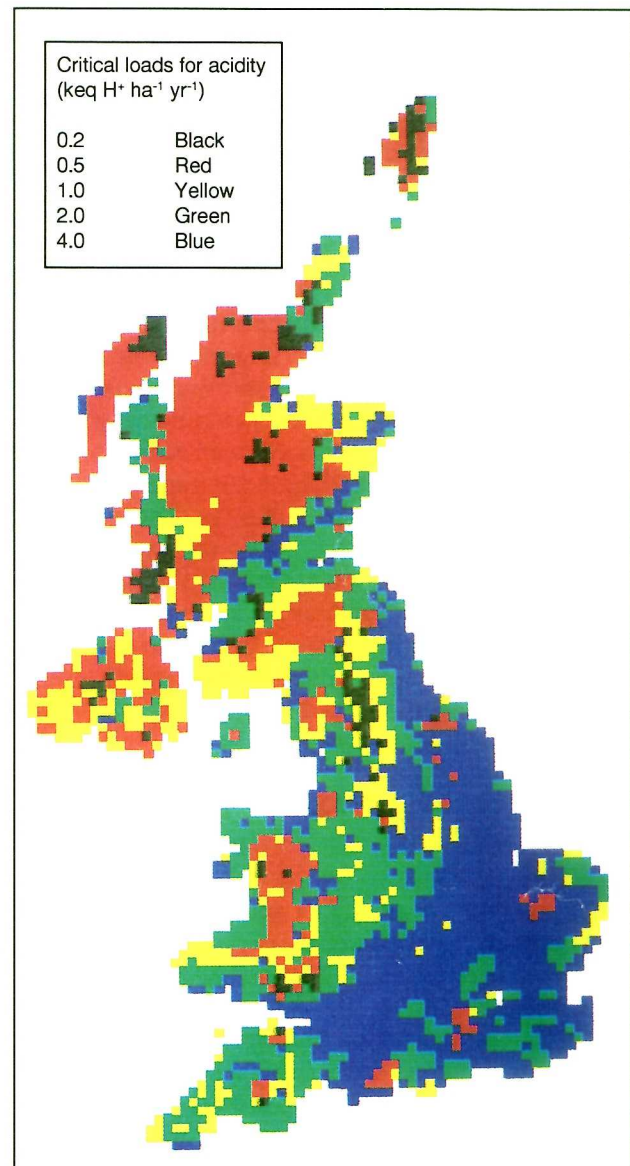 Critical loads for acidity
(keq H⁺ ha⁻¹ yr⁻¹)
0.2 Black
0.5 Red
1.0 Yellow
2.0 Green
4.0 Blue